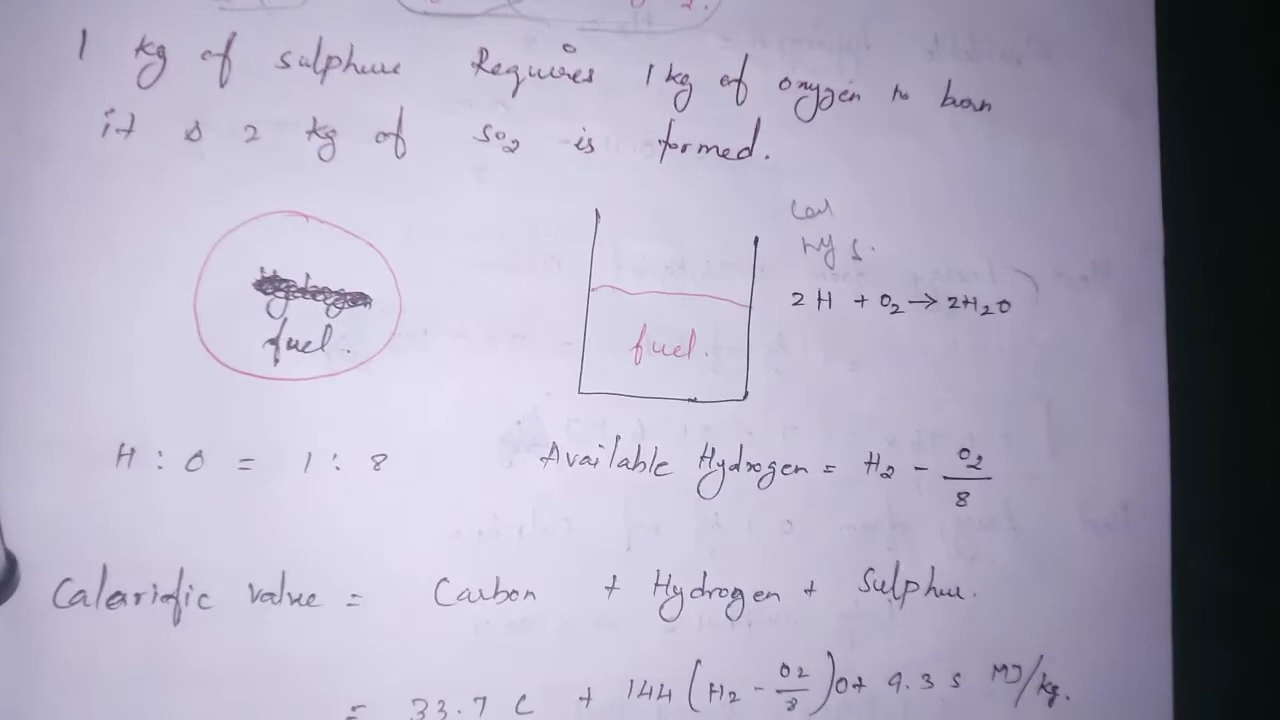 1 kg of sulphur Requires 1 kg of oxygen to burn
it & 2 kg of SO₂ is formed.
fuel.
fuel.
2H + O₂ → 2H₂O
H : O = 1 : 8
Available Hydrogen = H₂ - O₂/8
Calorific value = Carbon + Hydrogen + Sulphur.
= 33.7 C + 144 (H₂ - O₂/8) + 9.3 S MJ/kg.